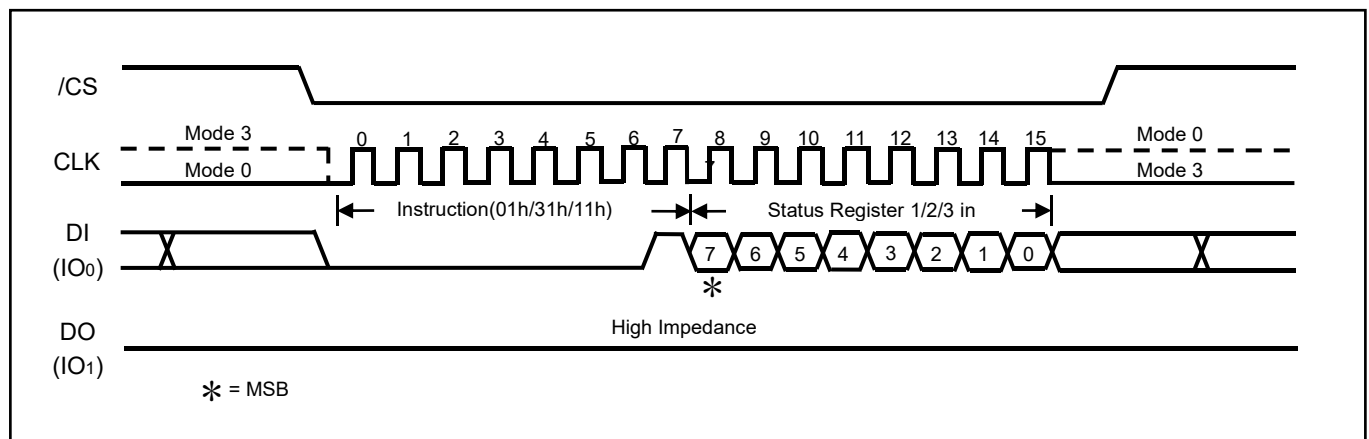 /CS
Mode 3
Mode 0
CLK
0 1 2 3 4 5 6 7 8 9 10 11 12 13 14 15
7
Mode 0
Mode 3
Instruction(01h/31h/11h)
Status Register 1/2/3 in
DI
(IO0)
7 6 5 4 3 2 1 0
*
DO
(IO1)
High Impedance
* = MSB